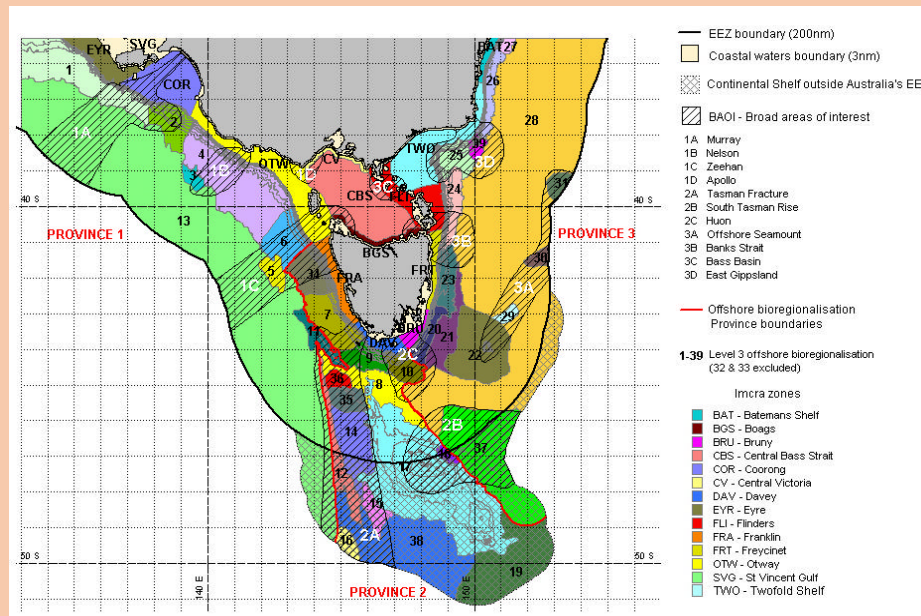 EYR
SVG
BAT27
1
COR
26
28
1A
2
TWO
39
4
OTW
1D
CV
25
3D
1B
3
3C
CBS
FLI
24
31
40 S
40 S
13
PROVINCE 1
PROVINCE 3
6
BGS
3B
5
34
FRA
FRT
23
30
1C
3A
7
29
11
BRU
20
21
DAV
2C
22
9
10
36
8
35
2B
14
37
17
18
12
15
2A
38
16
50 S
50 S
19
140 E
150 E
PROVINCE 2
EEZ boundary (200nm)
Coastal waters boundary (3nm)
Continental Shelf outside Australia's EE
BAOI - Broad areas of interest
1A Murray
1B Nelson
1C Zeehan
1D Apollo
2A Tasman Fracture
2B South Tasman Rise
2C Huon
3A Offshore Seamount
3B Banks Strait
3C Bass Basin
3D East Gippsland
Offshore bioregionalisation
Province boundaries
1-39 Level 3 offshore bioregionalisation
(32 & 33 excluded)
Imcra zones
BAT - Batemans Shelf
BGS - Boags
BRU - Bruny
CBS - Central Bass Strait
COR - Coorong
CV - Central Victoria
DAV - Davey
EYR - Eyre
FLI - Flinders
FRA - Franklin
FRT - Freycinet
OTW - Otway
SVG - St Vincent Gulf
TWO - Twofold Shelf